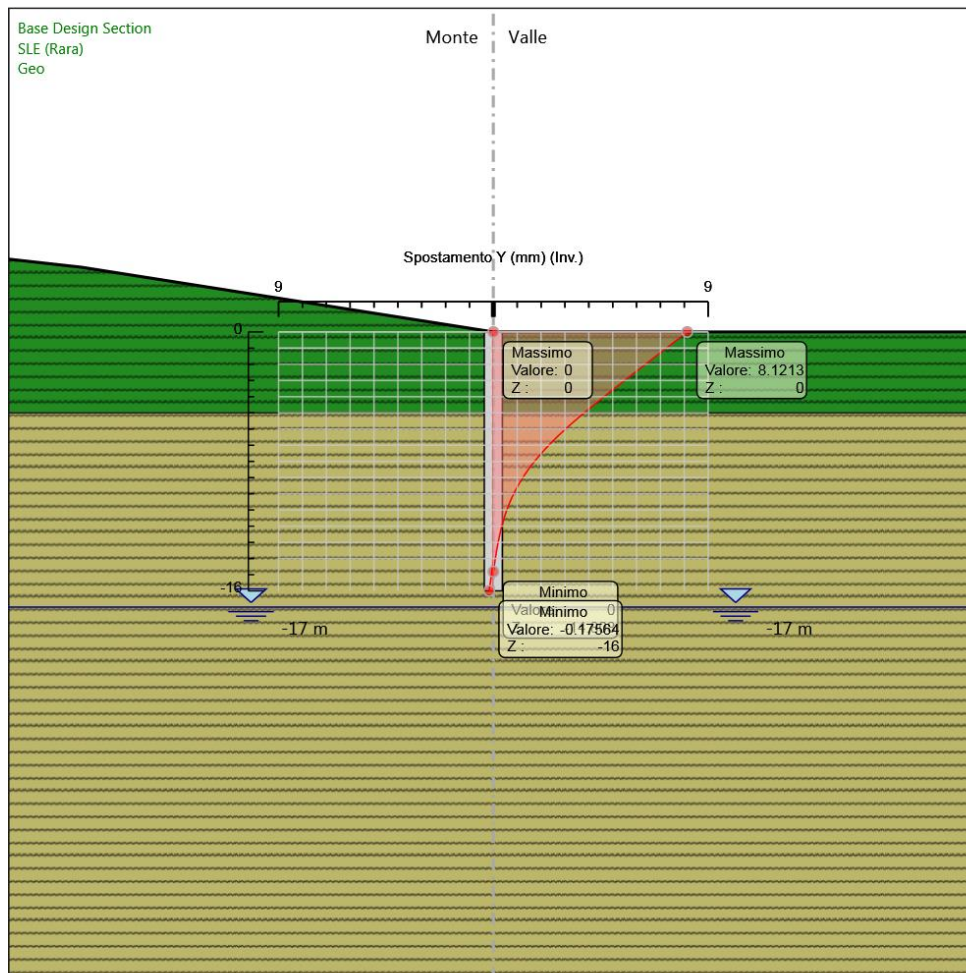 Base Design Section
SLE (Rara)
Geo
Monte Valle
Spostamento Y (mm) (Inv.)
9 9
0
Massimo
Valore: 0
Z : 0
Massimo
Valore: 8.1213
Z : 0
-16
Minimo
0
Minimo
Valore: -0.17564
Z : -16
-17 m
-17 m